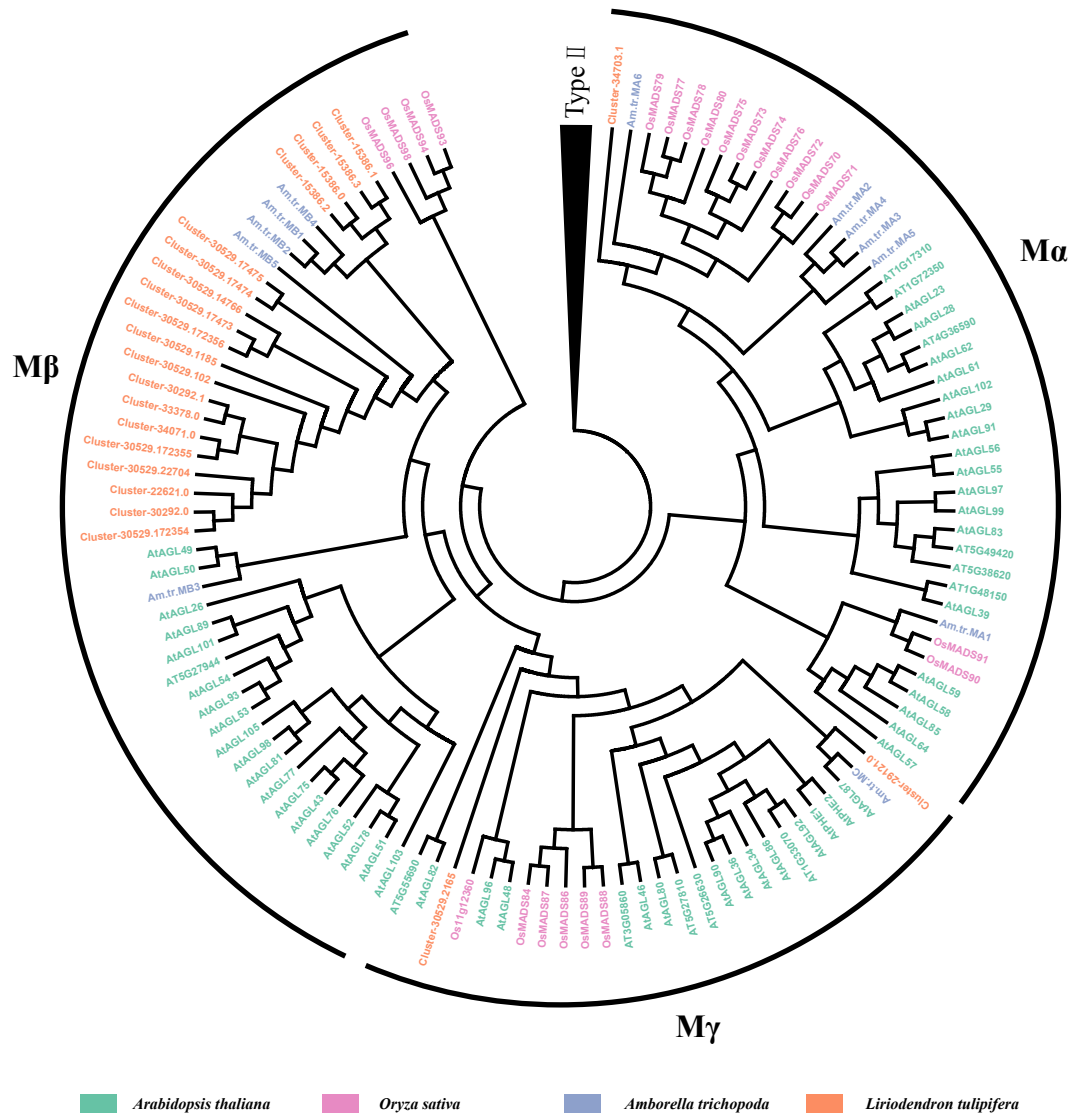 Type Ⅱ
Cluster-34703.1
Am.tr.MA6
OsMADS79
OsMADS77
OsMADS78
OsMADS80
OsMADS75
OsMADS73
OsMADS74
OsMADS76
OsMADS72
OsMADS70
OsMADS71
Am.tr.MA2
Am.tr.MA4
Am.tr.MA3
Am.tr.MA5
AT1G17310
AT1G72350
AtAGL23
AtAGL28
AT4G36590
AtAGL62
AtAGL61
AtAGL102
AtAGL29
AtAGL91
AtAGL56
AtAGL55
AtAGL97
AtAGL99
AtAGL83
AT5G49420
AT5G38620
AT1G48150
AtAGL39
Am.tr.MA1
OsMADS91
OsMADS90
AtAGL59
AtAGL58
AtAGL85
AtAGL64
AtAGL57
Mα
Cluster-29121.0
Am.tr.MC
AtAGL87
AtPHE2
AtPHE1
AtAGL92
AT1G33070
AtAGL86
AtAGL34
AtAGL36
AtAGL90
AT5G26630
AT5G27810
AtAGL80
AtAGL46
AT3G05860
OsMADS88
OsMADS89
OsMADS86
OsMADS87
OsMADS84
AtAGL48
AtAGL96
Os11g12360
Cluster-30529.2165
Mγ
AtAGL82
AT5G55690
AtAGL103
AtAGL51
AtAGL78
AtAGL52
AtAGL76
AtAGL43
AtAGL75
AtAGL77
AtAGL81
AtAGL98
AtAGL105
AtAGL53
AtAGL93
AtAGL54
AT5G27944
AtAGL101
AtAGL89
AtAGL26
Am.tr.MB3
AtAGL50
AtAGL49
Cluster-30529.172354
Cluster-30292.0
Cluster-22621.0
Cluster-30529.22704
Cluster-30529.172355
Cluster-34071.0
Cluster-33378.0
Cluster-30292.1
Cluster-30529.102
Cluster-30529.1185
Cluster-30529.172356
Cluster-30529.17473
Cluster-30529.14766
Cluster-30529.17474
Cluster-30529.17475
Am.tr.MB5
Am.tr.MB2
Am.tr.MB1
Am.tr.MB4
Cluster-15386.2
Cluster-15386.0
Cluster-15386.3
Cluster-15386.1
OsMADS96
OsMADS98
OsMADS94
OsMADS93
Mβ
Arabidopsis thaliana
Oryza sativa
Amborella trichopoda
Liriodendron tulipifera